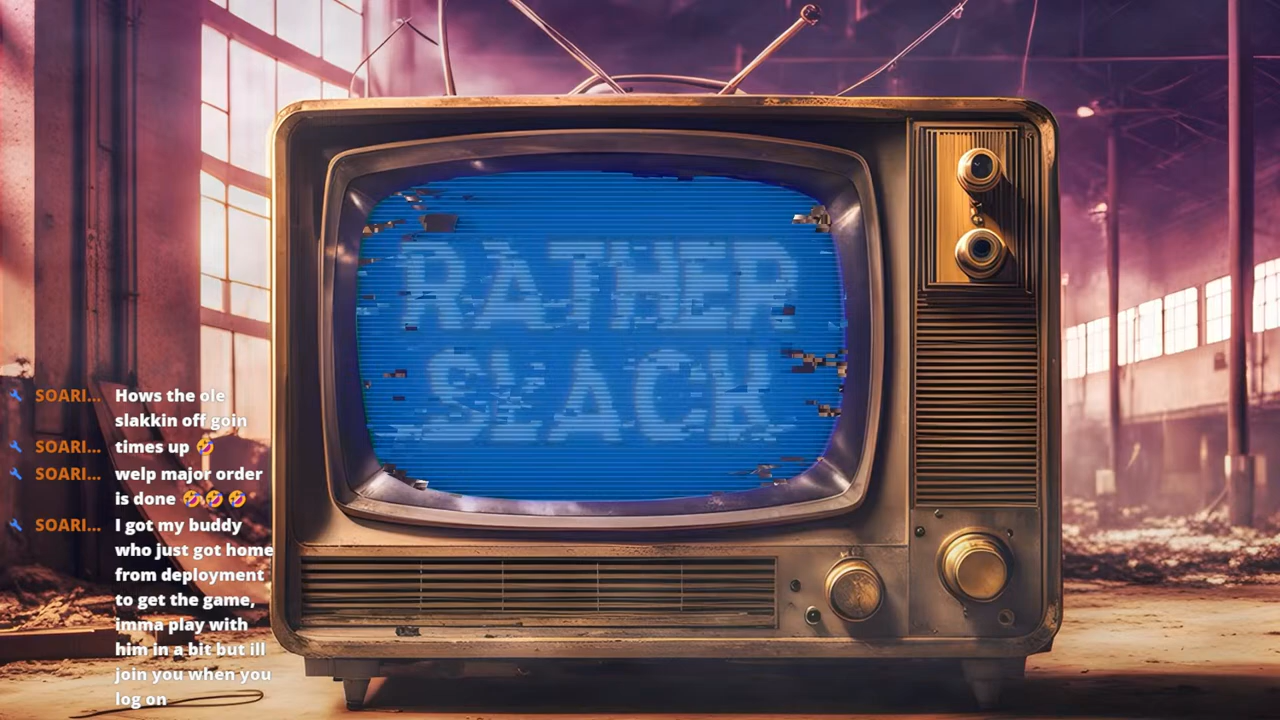 RATHER
SLACK
SOARI... Hows the ole
slakkin off goin
SOARI... times up 🤣
SOARI... welp major order
is done 🤣🤣🤣
SOARI... I got my buddy
who just got home
from deployment
to get the game,
imma play with
him in a bit but ill
join you when you
log on